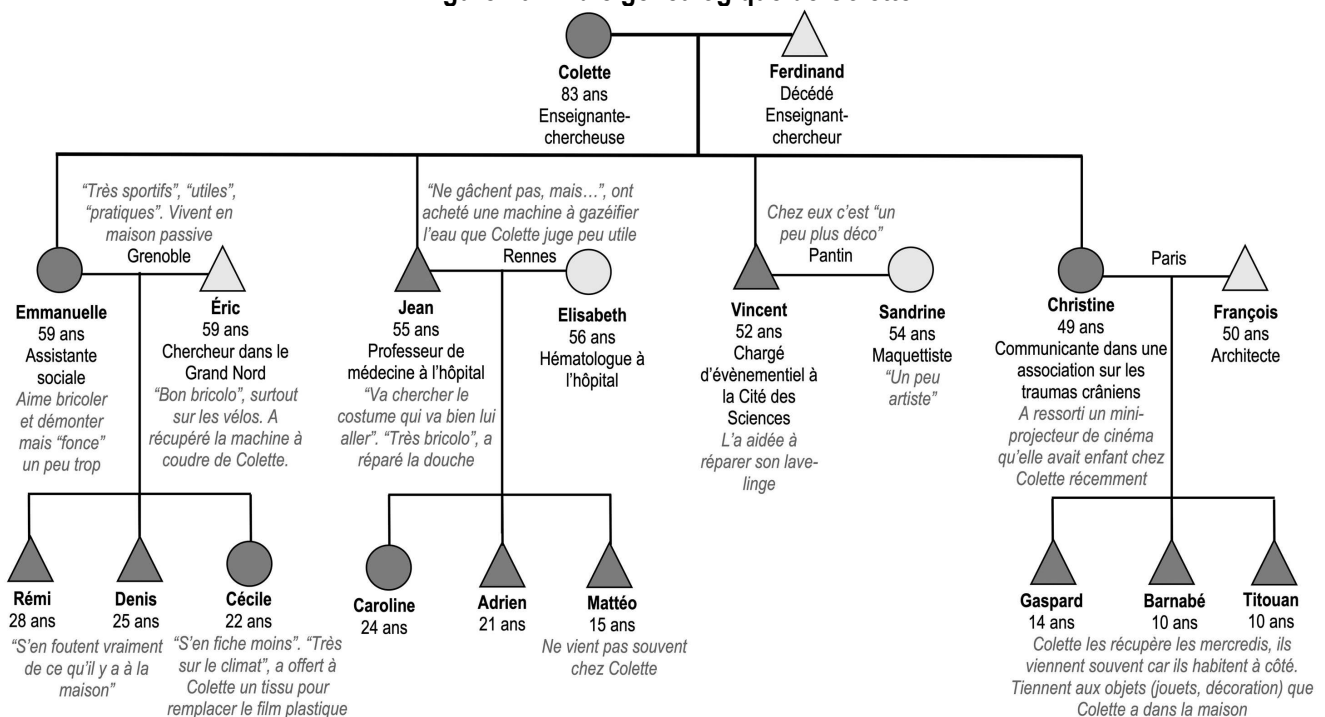 Colette
83 ans
Enseignante-
chercheuse
Ferdinand
Décédé
Enseignant-
chercheur
“Très sportifs”, “utiles”,
“pratiques”. Vivent en
maison passive
Grenoble
“Ne gâchent pas, mais…”, ont
acheté une machine à gazéifier
l’eau que Colette juge peu utile
Rennes
Chez eux c’est “un
peu plus déco”
Pantin
Paris
Emmanuelle
59 ans
Assistante
sociale
Aime bricoler
et démonter
mais “fonce”
un peu trop
Éric
59 ans
Chercheur dans le
Grand Nord
“Bon bricolo”, surtout
sur les vélos. A
récupéré la machine à
coudre de Colette.
Jean
55 ans
Professeur de
médecine à l’hôpital
“Va chercher le
costume qui va bien lui
aller”. “Très bricolo”, a
réparé la douche
Elisabeth
56 ans
Hématologue à
l’hôpital
Vincent
52 ans
Chargé
d’évènementiel à
la Cité des
Sciences
L’a aidée à
réparer son lave-
linge
Sandrine
54 ans
Maquettiste
“Un peu
artiste”
Christine
49 ans
Communicante dans une
association sur les
traumas crâniens
A ressorti un mini-
projecteur de cinéma
qu’elle avait enfant chez
Colette récemment
François
50 ans
Architecte
Rémi
28 ans
Denis
25 ans
“S’en foutent vraiment
de ce qu’il y a à la
maison”
Cécile
22 ans
“S’en fiche moins”. “Très
sur le climat”, a offert à
Colette un tissu pour
remplacer le film plastique
Caroline
24 ans
Adrien
21 ans
Mattéo
15 ans
Ne vient pas souvent
chez Colette
Gaspard
14 ans
Barnabé
10 ans
Titouan
10 ans
Colette les récupère les mercredis, ils
viennent souvent car ils habitent à côté.
Tiennent aux objets (jouets, décoration) que
Colette a dans la maison